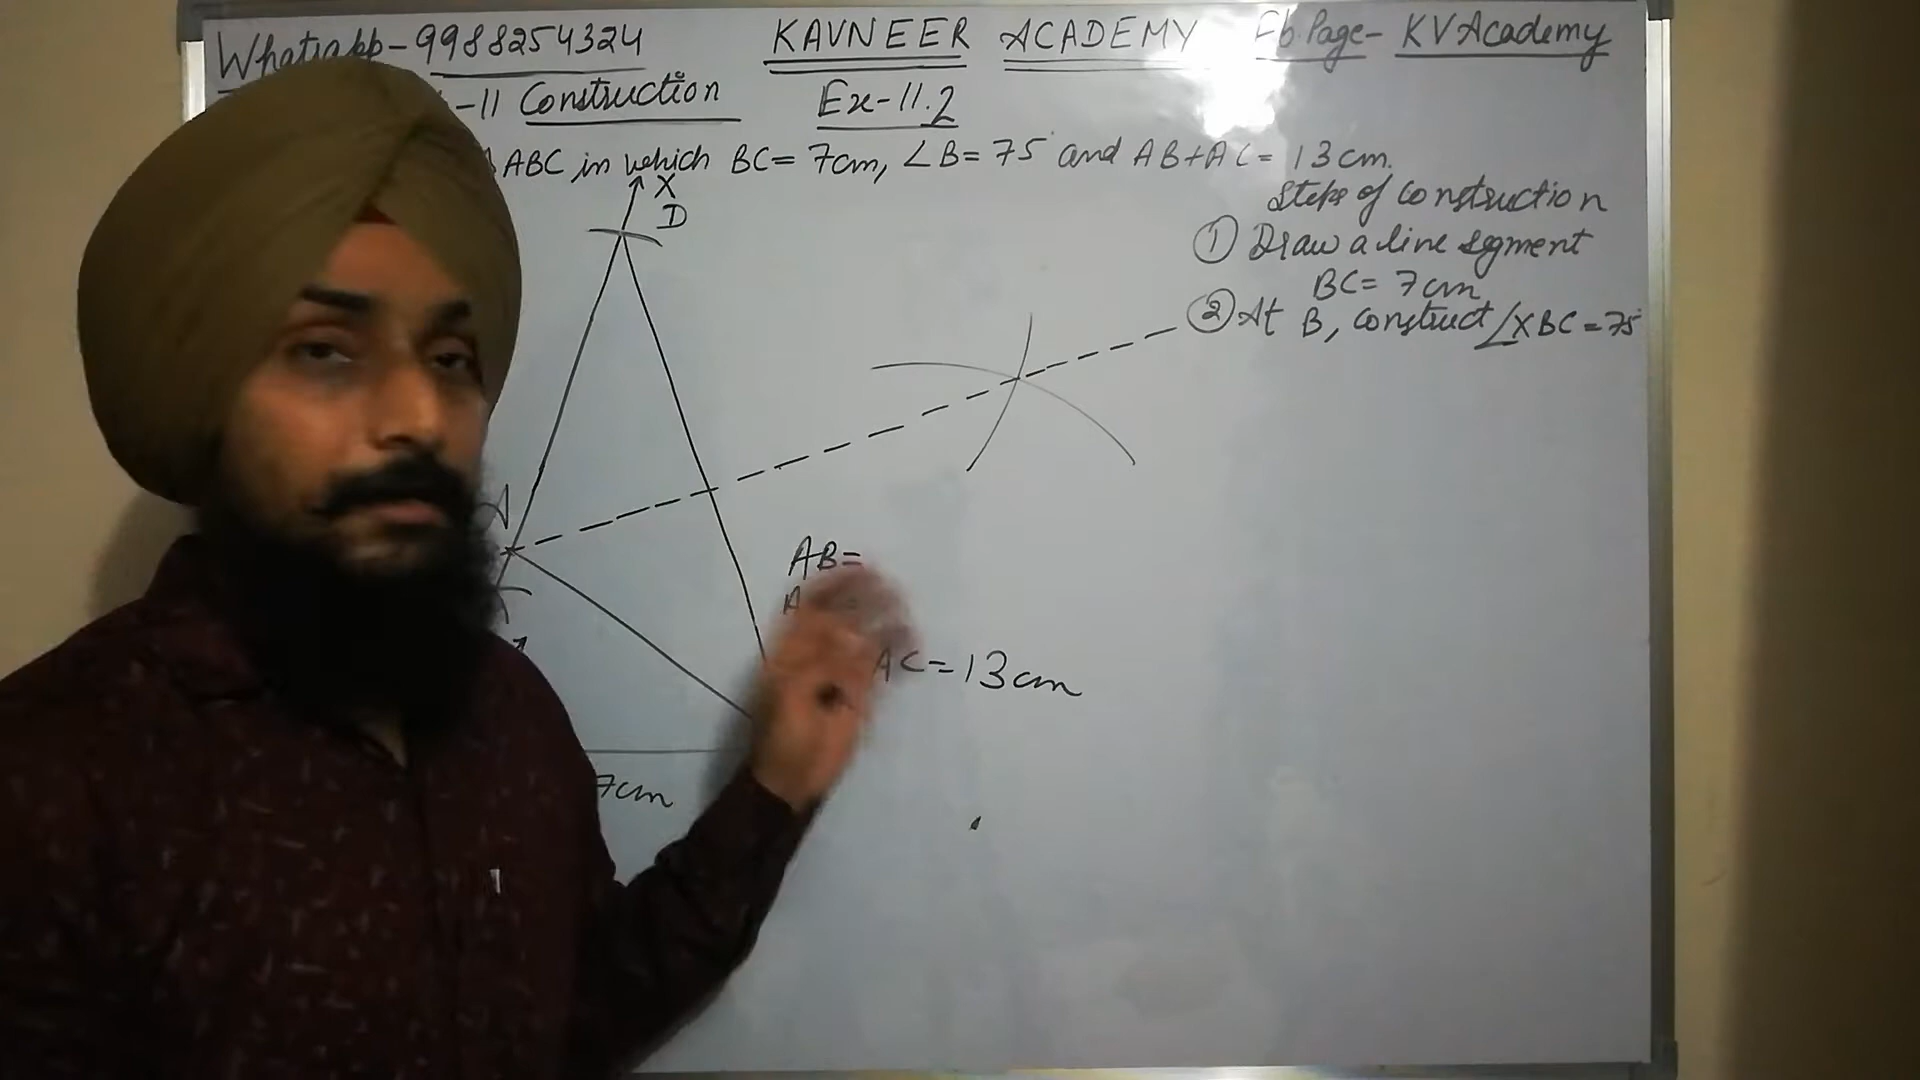 Whatsapp-9988254324 KAVNEER ACADEMY Fb.Page- KVAcademy
-11 Construction Ex-11.2
ABC in which BC= 7cm, ∠B= 75° and AB+AC= 13cm.
X
D
Steps of Construction
① Draw a line segment
BC= 7cm
② At B, Construct ∠XBC=75°
A
AB=
AC=13cm
7cm